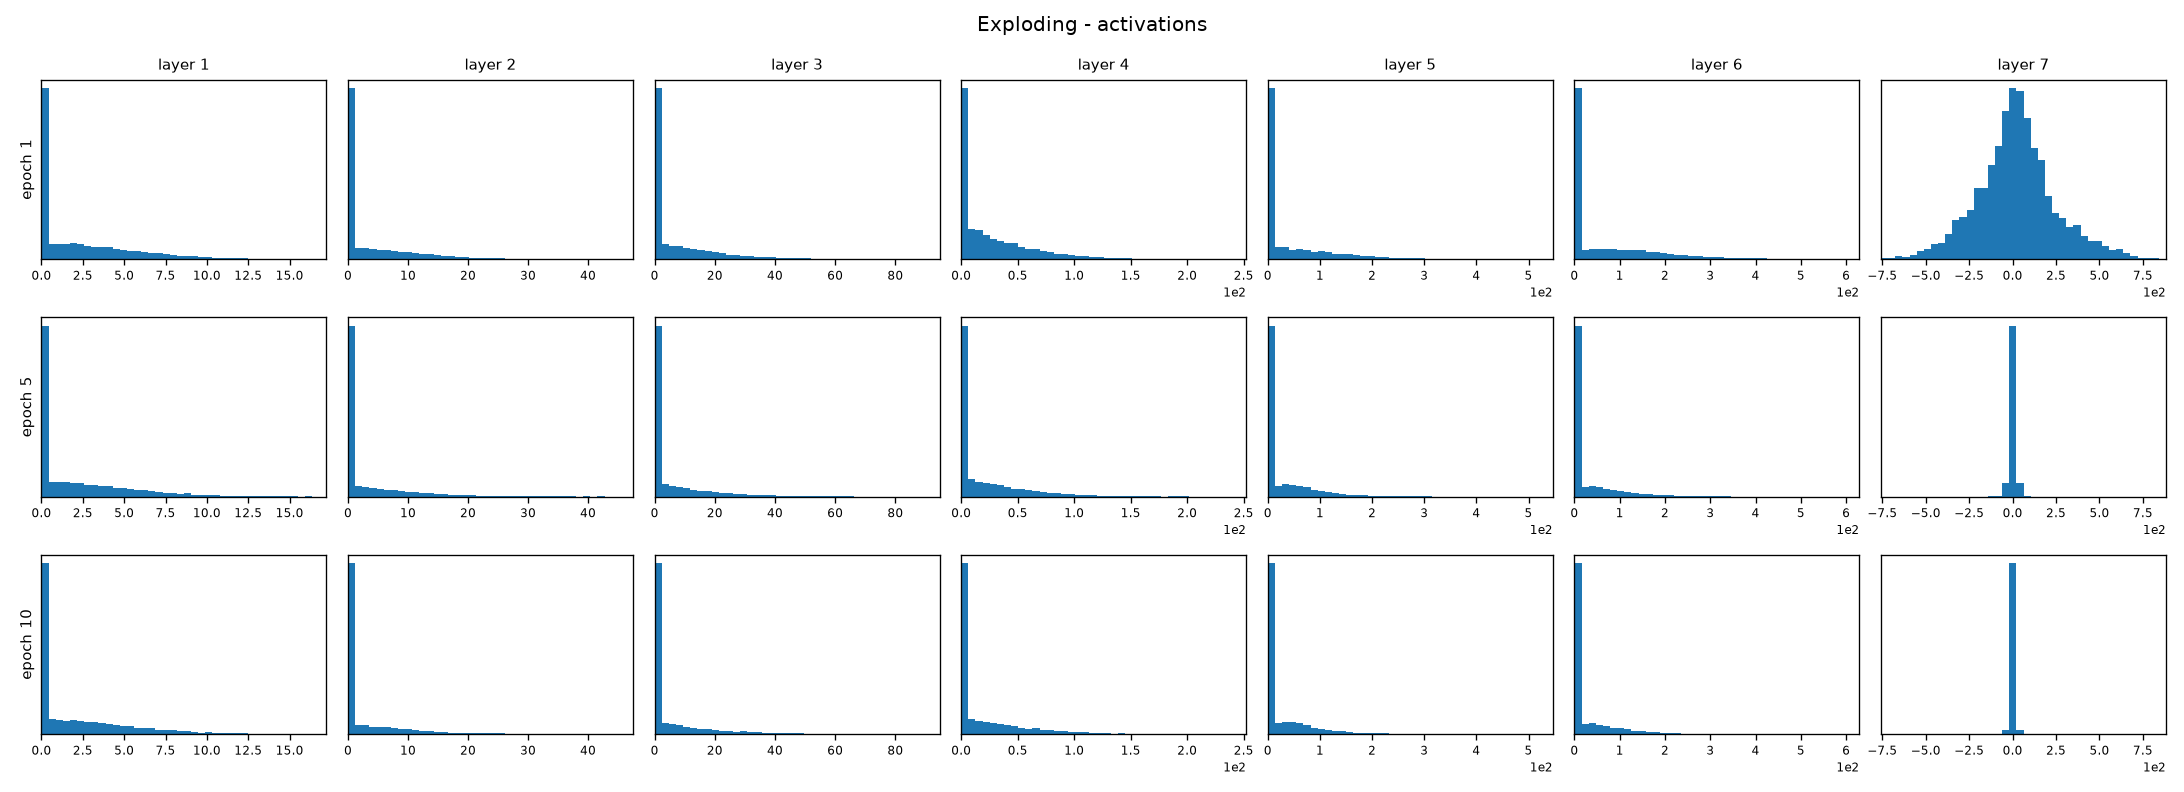 Exploding - activations
layer 1 layer 2 layer 3 layer 4 layer 5 layer 6 layer 7
epoch 1
0.0 2.5 5.0 7.5 10.0 12.5 15.0 0 10 20 30 40 0 20 40 60 80 0.0 0.5 1.0 1.5 2.0 2.5 0 1 2 3 4 5 0 1 2 3 4 5 6 −7.5 −5.0 −2.5 0.0 2.5 5.0 7.5
1e2 1e2 1e2 1e2
epoch 5
0.0 2.5 5.0 7.5 10.0 12.5 15.0 0 10 20 30 40 0 20 40 60 80 0.0 0.5 1.0 1.5 2.0 2.5 0 1 2 3 4 5 0 1 2 3 4 5 6 −7.5 −5.0 −2.5 0.0 2.5 5.0 7.5
1e2 1e2 1e2 1e2
epoch 10
0.0 2.5 5.0 7.5 10.0 12.5 15.0 0 10 20 30 40 0 20 40 60 80 0.0 0.5 1.0 1.5 2.0 2.5 0 1 2 3 4 5 0 1 2 3 4 5 6 −7.5 −5.0 −2.5 0.0 2.5 5.0 7.5
1e2 1e2 1e2 1e2